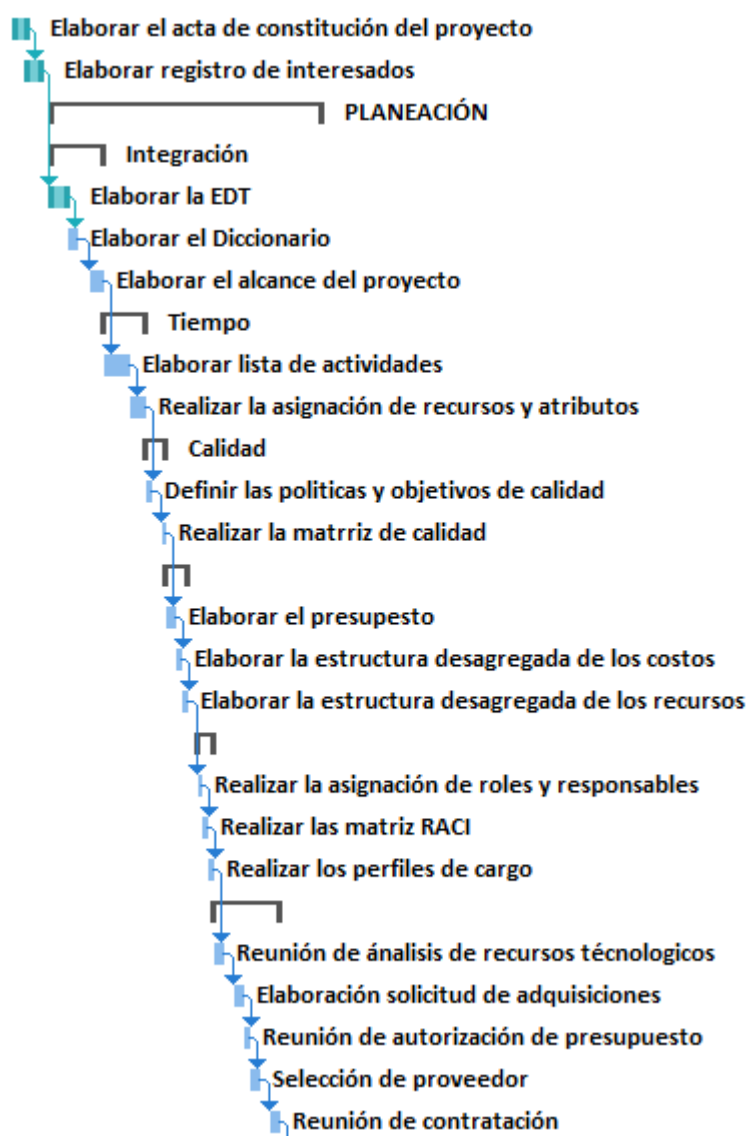 Elaborar el acta de constitución del proyecto
Elaborar registro de interesados
PLANEACIÓN
Integración
Elaborar la EDT
Elaborar el Diccionario
Elaborar el alcance del proyecto
Tiempo
Elaborar lista de actividades
Realizar la asignación de recursos y atributos
Calidad
Definir las politicas y objetivos de calidad
Realizar la matrriz de calidad
Elaborar el presupesto
Elaborar la estructura desagregada de los costos
Elaborar la estructura desagregada de los recursos
Realizar la asignación de roles y responsables
Realizar las matriz RACI
Realizar los perfiles de cargo
Reunión de ánalisis de recursos técnologicos
Elaboración solicitud de adquisiciones
Reunión de autorización de presupuesto
Selección de proveedor
Reunión de contratación